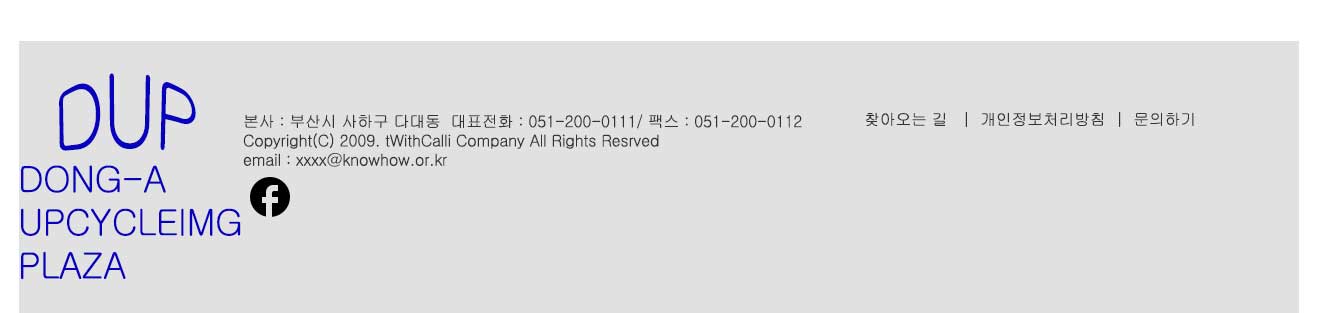 DUP
DONG-A
UPCYCLEIMG
PLAZA
본사 : 부산시 사하구 다대동 대표전화 : 051-200-0111/ 팩스 : 051-200-0112
Copyright(C) 2009. tWithCalli Company All Rights Resrved
email : xxxx@knowhow.or.kr
찾아오는 길 | 개인정보처리방침 | 문의하기